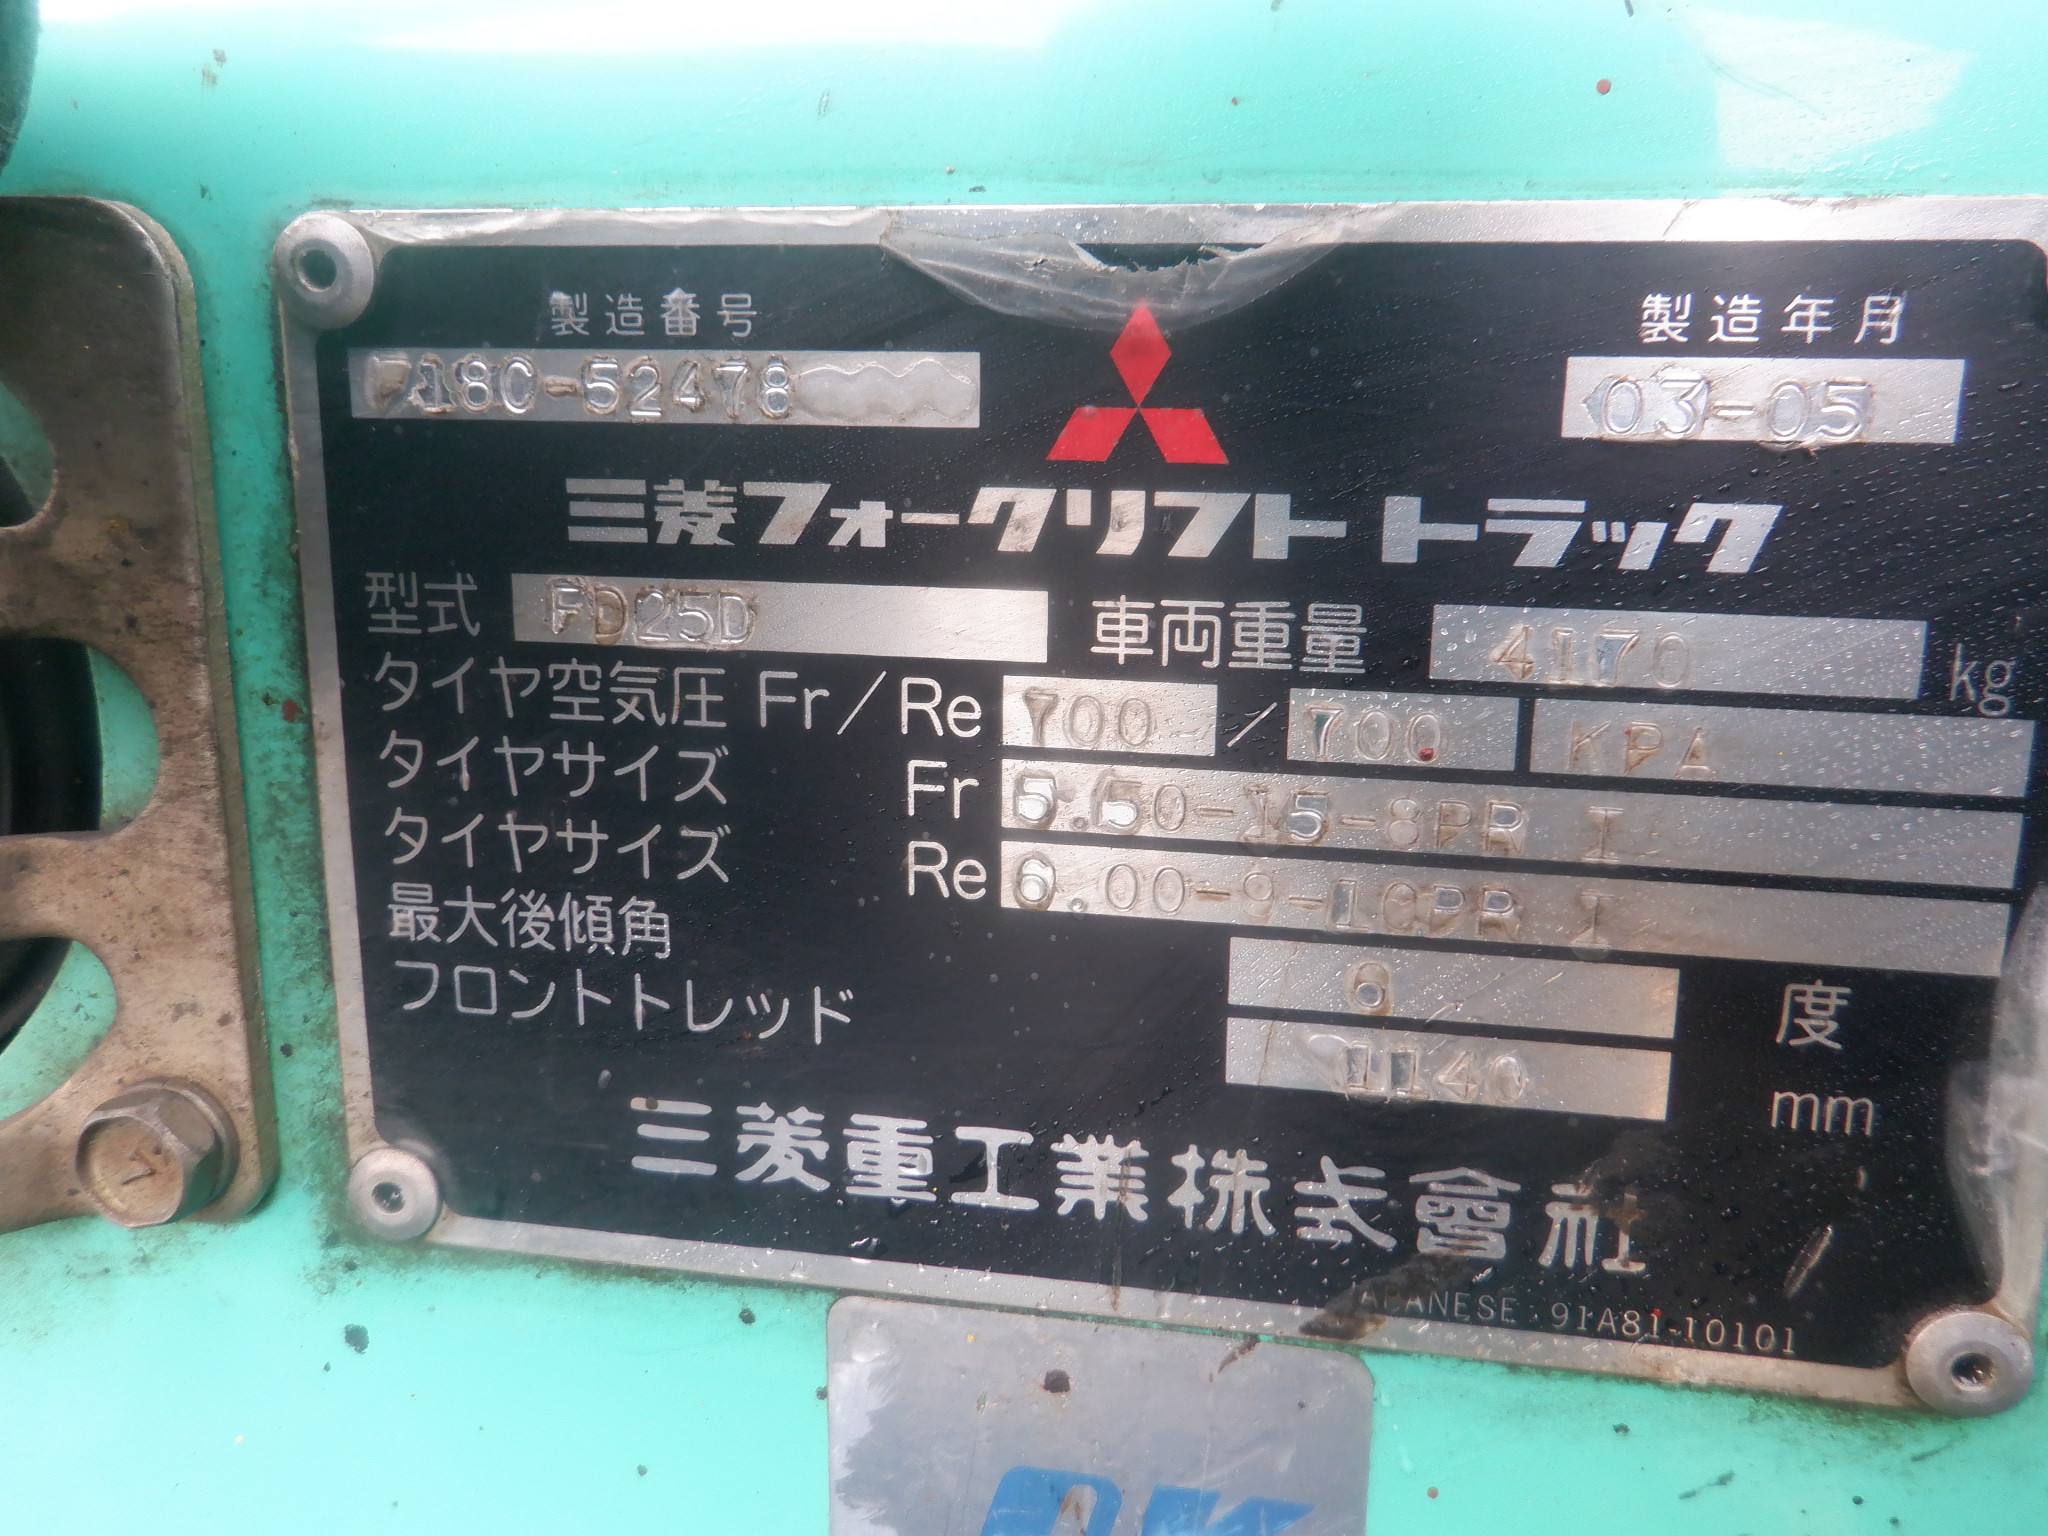 製造番号
製造年月
F18C-52478
03-05
三菱フォークリフト トラック
型式 FD25D 車両重量 4170 kg
タイヤ空気圧 Fr/Re 700 / 700 KPA
タイヤサイズ Fr 5.50-15-8PR I
タイヤサイズ Re 6.00-9-10PR I
最大後傾角 6 度
フロントトレッド 1140 mm
三菱重工業株式會社
JAPANESE : 91A81-10101
OK